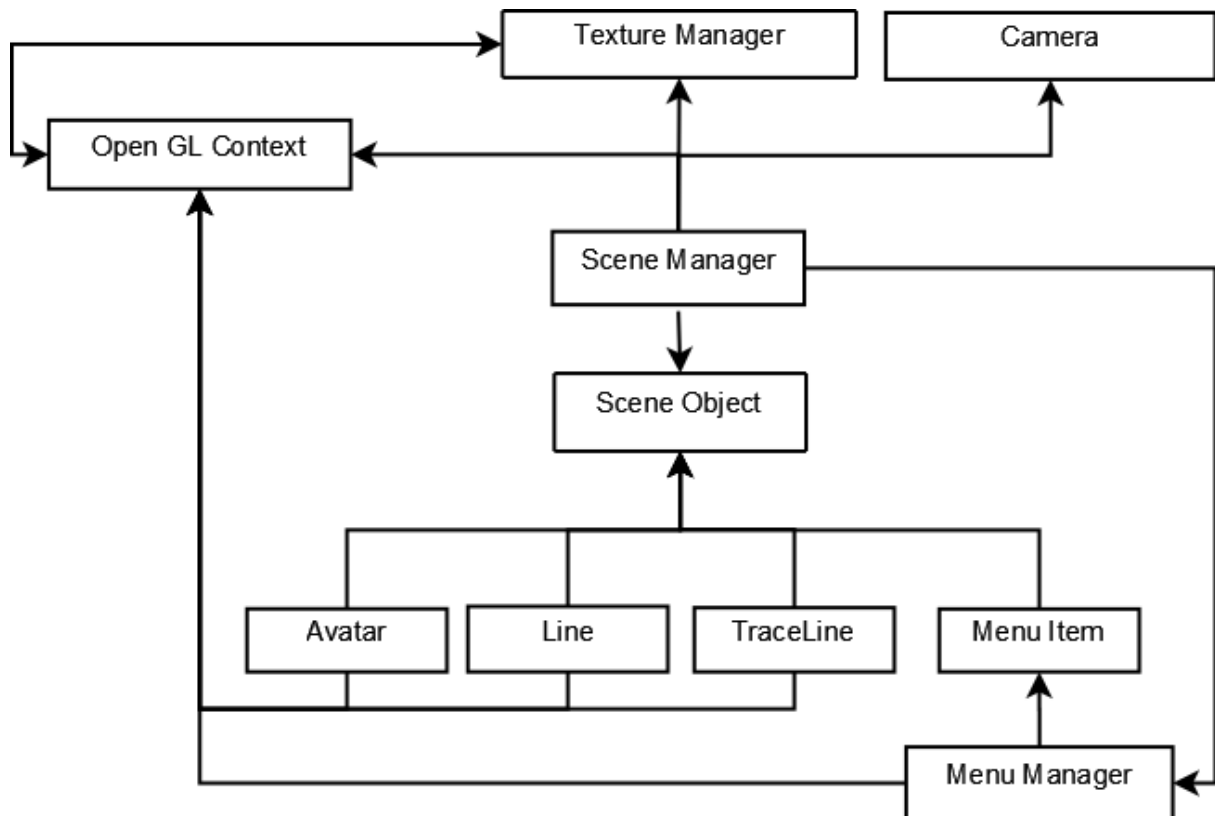 Texture Manager
Camera
Open GL Context
Scene Manager
Scene Object
Avatar
Line
TraceLine
Menu Item
Menu Manager